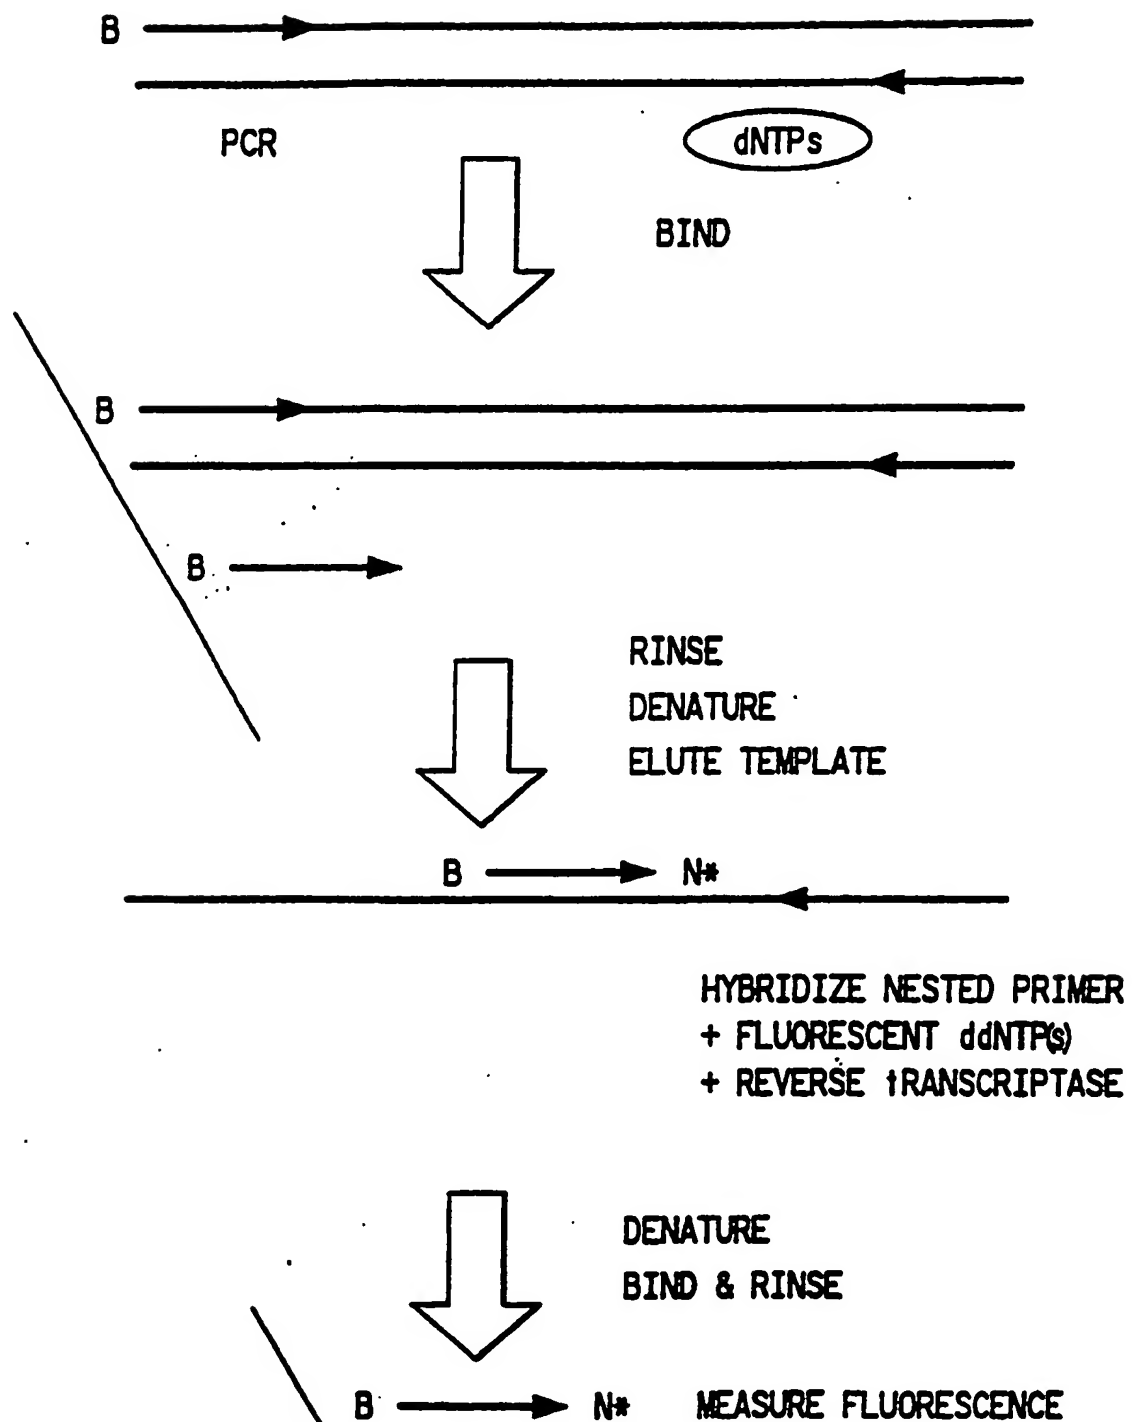 B
PCR
dNTPs
BIND
B
B
RINSE
DENATURE
ELUTE TEMPLATE
B N*
HYBRIDIZE NESTED PRIMER
+ FLUORESCENT ddNTP(s)
+ REVERSE tRANSCRIPTASE
DENATURE
BIND & RINSE
B N* MEASURE FLUORESCENCE